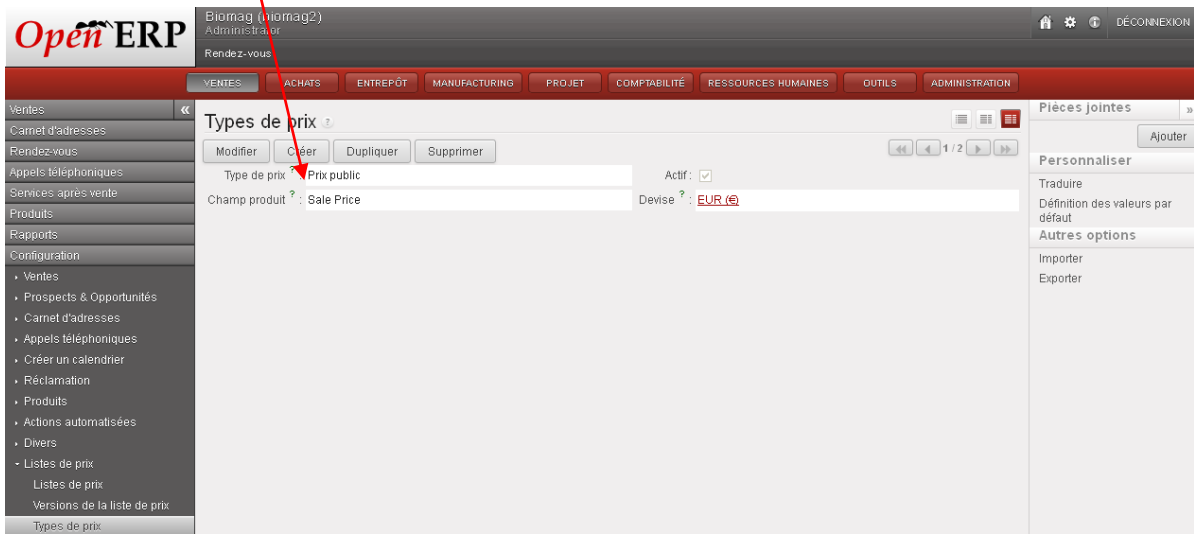 Open ERP
Biomag (biomag2)
Administrator
Rendez-vous
DÉCONNEXION
VENTES ACHATS ENTREPÔT MANUFACTURING PROJET COMPTABILITÉ RESSOURCES HUMAINES OUTILS ADMINISTRATION
Ventes «
Carnet d'adresses
Rendez-vous
Appels téléphoniques
Services après vente
Produits
Rapports
Configuration
Ventes
Prospects & Opportunités
Carnet d'adresses
Appels téléphoniques
Créer un calendrier
Réclamation
Produits
Actions automatisées
Divers
Listes de prix
Listes de prix
Versions de la liste de prix
Types de prix
Types de prix ?
Modifier Créer Dupliquer Supprimer 1 / 2
Type de prix ? : Prix public Actif :
Champ produit ? : Sale Price Devise ? : EUR (€)
Pièces jointes »
Ajouter
Personnaliser
Traduire
Définition des valeurs par
défaut
Autres options
Importer
Exporter